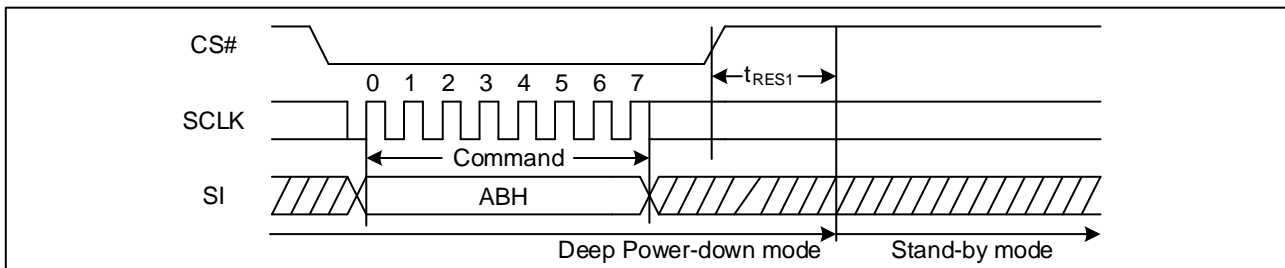 CS#
tRES1
0 1 2 3 4 5 6 7
SCLK
Command
SI
ABH
Deep Power-down mode
Stand-by mode